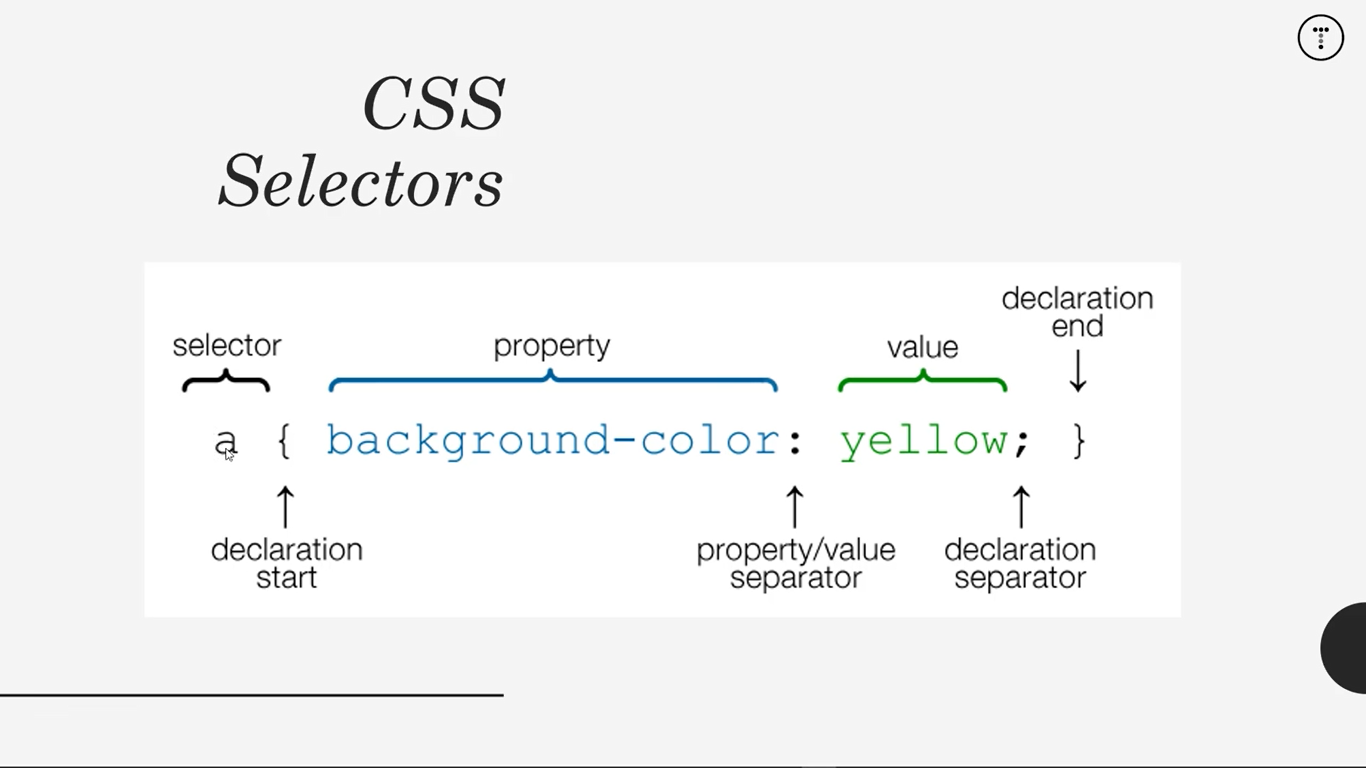 CSS
Selectors
declaration
end
selector
property
value
a { background-color: yellow; }
declaration
start
property/value
separator
declaration
separator